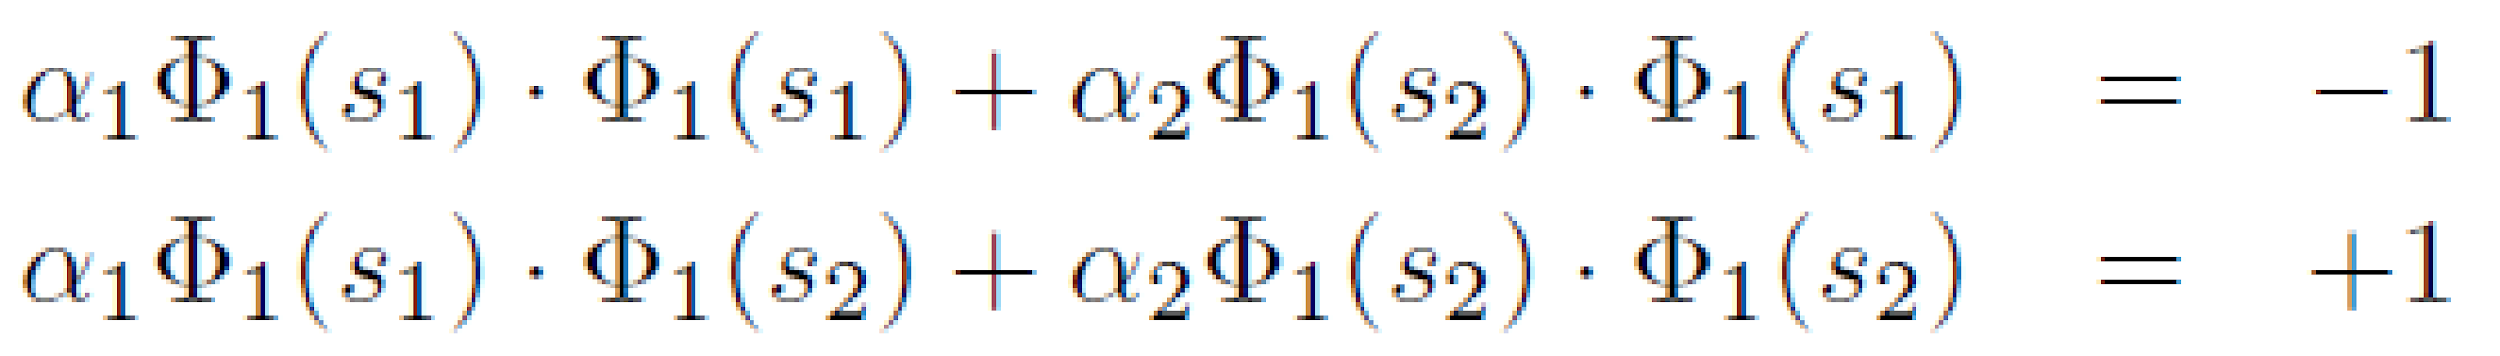 α₁Φ₁(s₁) · Φ₁(s₁) + α₂Φ₁(s₂) · Φ₁(s₁) = −1
α₁Φ₁(s₁) · Φ₁(s₂) + α₂Φ₁(s₂) · Φ₁(s₂) = +1